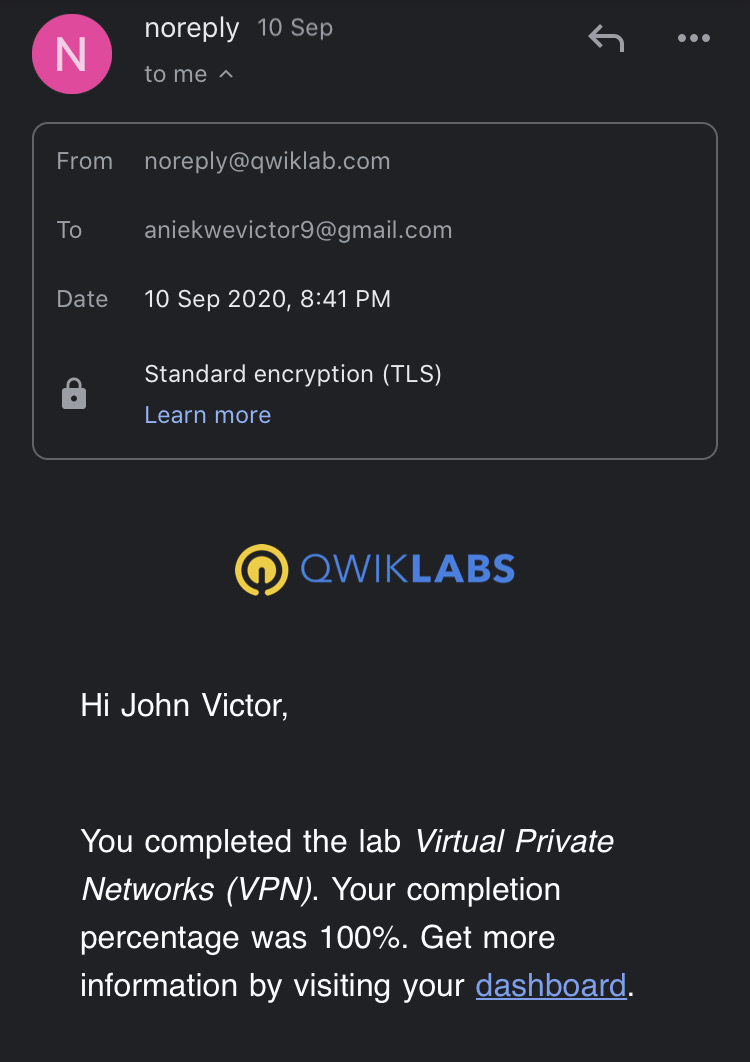 N
noreply 10 Sep
to me
From noreply@qwiklab.com
To aniekwevictor9@gmail.com
Date 10 Sep 2020, 8:41 PM
Standard encryption (TLS)
Learn more
QWIKLABS
Hi John Victor,
You completed the lab Virtual Private
Networks (VPN). Your completion
percentage was 100%. Get more
information by visiting your dashboard.